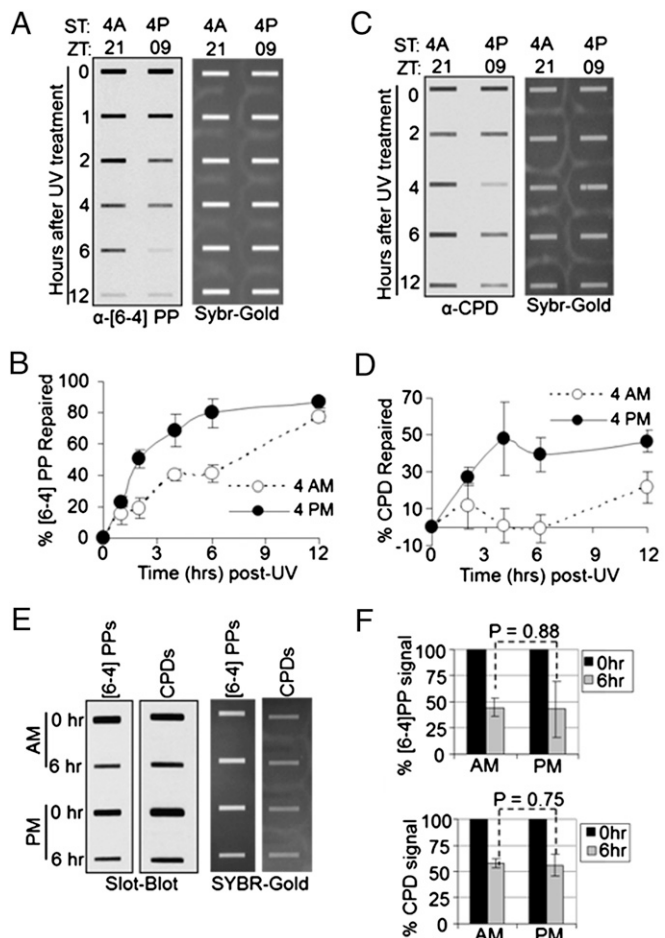 A
ST: 4A 4P
ZT: 21 09
4A 4P
21 09
Hours after UV treatment
0
1
2
4
6
12
α-[6-4] PP
Sybr-Gold
C
ST: 4A 4P
ZT: 21 09
4A 4P
21 09
Hours after UV treatment
0
2
4
6
12
α-CPD
Sybr-Gold
B
% [6-4] PP Repaired
100
80
60
40
20
0
4 AM
4 PM
0 3 6 9 12
Time (hrs) post-UV
D
% CPD Repaired
70
50
30
10
-10
4 AM
4 PM
0 3 6 9 12
Time (hrs) post-UV
E
[6-4] PPs
CPDs
[6-4] PPs
CPDs
AM
0 hr
6 hr
PM
0 hr
6 hr
Slot-Blot
SYBR-Gold
F
P = 0.88
% [6-4]PP signal
100
75
50
25
0
AM PM
0hr
6hr
P = 0.75
% CPD signal
100
75
50
25
0
AM PM
0hr
6hr